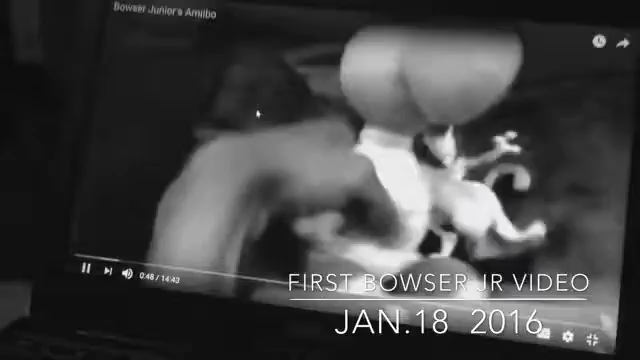 Bowser Junior's Amiibo
0:48 / 14:43
FIRST BOWSER JR VIDEO
JAN.18 2016